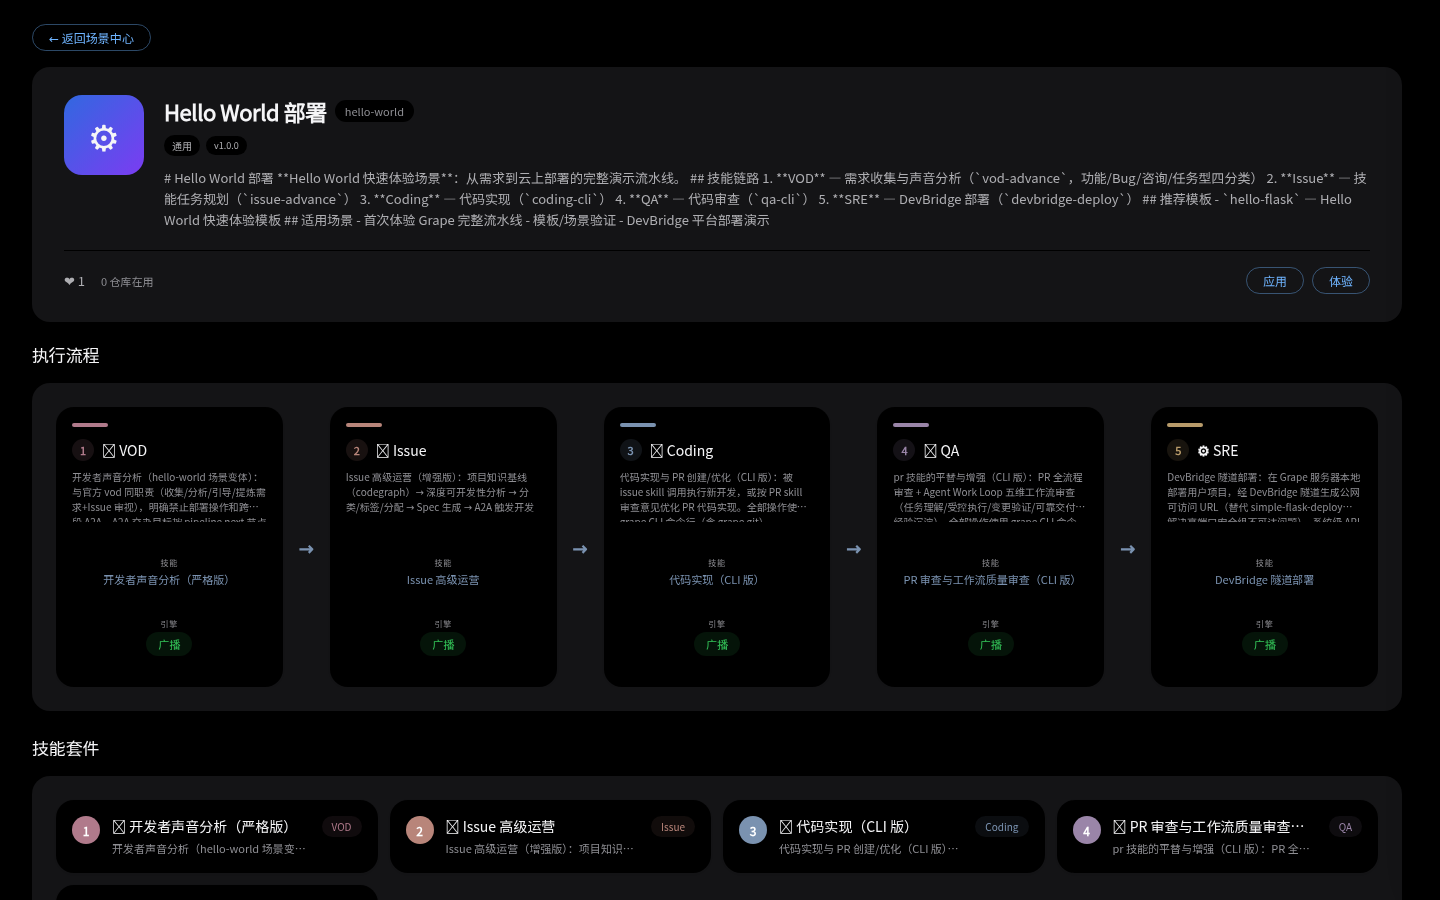 ← 返回场景中心
Hello World 部署 hello-world
通用 v1.0.0
# Hello World 部署 **Hello World 快速体验场景**：从需求到云上部署的完整演示流水线。 ## 技能链路 1. **VOD** — 需求收集与声音分析（`vod-advance`，功能/Bug/咨询/任务型四分类） 2. **Issue** — 技
能任务规划（`issue-advance`） 3. **Coding** — 代码实现（`coding-cli`） 4. **QA** — 代码审查（`qa-cli`） 5. **SRE** — DevBridge 部署（`devbridge-deploy`） ## 推荐模板 - `hello-flask` — Hello
World 快速体验模板 ## 适用场景 - 首次体验 Grape 完整流水线 - 模板/场景验证 - DevBridge 平台部署演示
❤ 1 0 仓库在用
应用 体验
执行流程
1 VOD
开发者声音分析（hello-world 场景变体）：
与官方 vod 同职责（收集/分析/引导/提炼需
求+Issue 审视），明确禁止部署操作和跨…
技能
开发者声音分析（严格版）
引擎
广播
→
2 Issue
Issue 高级运营（增强版）：项目知识基线
（codegraph）→ 深度可开发性分析 → 分
类/标签/分配 → Spec 生成 → A2A 触发开发
技能
Issue 高级运营
引擎
广播
→
3 Coding
代码实现与 PR 创建/优化（CLI 版）：被
issue skill 调用执行新开发，或按 PR skill
审查意见优化 PR 代码实现。全部操作使…
技能
代码实现（CLI 版）
引擎
广播
→
4 QA
pr 技能的平替与增强（CLI 版）：PR 全流程
审查 + Agent Work Loop 五维工作流审查
（任务理解/受控执行/变更验证/可靠交付…
技能
PR 审查与工作流质量审查（CLI 版）
引擎
广播
→
5 ⚙ SRE
DevBridge 隧道部署：在 Grape 服务器本地
部署用户项目，经 DevBridge 隧道生成公网
可访问 URL（替代 simple-flask-deploy…
技能
DevBridge 隧道部署
引擎
广播
技能套件
1 开发者声音分析（严格版） VOD
开发者声音分析（hello-world 场景变…
2 Issue 高级运营 Issue
Issue 高级运营（增强版）：项目知识…
3 代码实现（CLI 版） Coding
代码实现与 PR 创建/优化（CLI 版）…
4 PR 审查与工作流质量审查… QA
pr 技能的平替与增强（CLI 版）：PR 全…